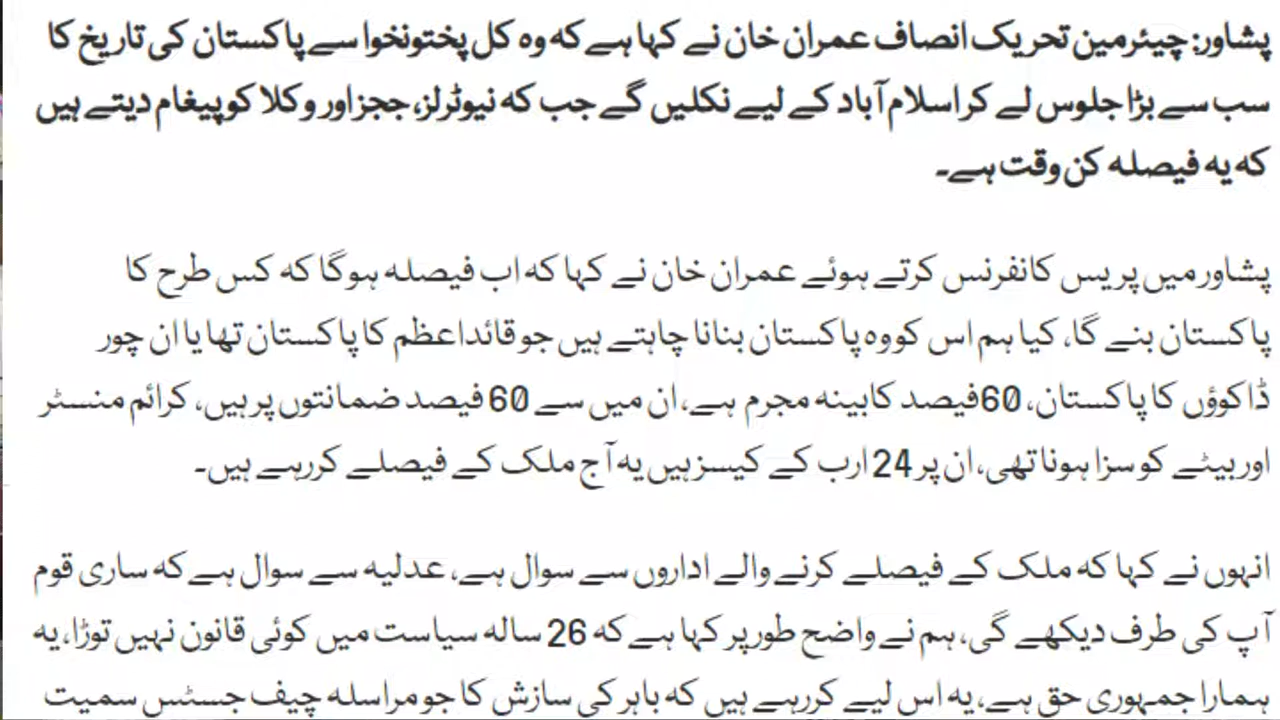 پشاور: چیئرمین تحریک انصاف عمران خان نے کہا ہے کہ وہ کل پختونخوا سے پاکستان کی تاریخ کا
سب سے بڑا جلوس لے کر اسلام آباد کے لیے نکلیں گے جب کہ نیوٹرلز، ججز اور وکلا کو پیغام دیتے ہیں
کہ یہ فیصلہ کن وقت ہے۔
پشاور میں پریس کانفرنس کرتے ہوئے عمران خان نے کہا کہ اب فیصلہ ہوگا کہ کس طرح کا
پاکستان بنے گا، کیا ہم اس کو وہ پاکستان بنانا چاہتے ہیں جو قائداعظم کا پاکستان تھا یا ان چور
ڈاکوؤں کا پاکستان، 60فیصد کابینہ مجرم ہے، ان میں سے 60 فیصد ضمانتوں پر ہیں، کرائم منسٹر
اور بیٹے کو سزا ہونا تھی، ان پر 24 ارب کے کیسز ہیں یہ آج ملک کے فیصلے کررہے ہیں۔
انہوں نے کہا کہ ملک کے فیصلے کرنے والے اداروں سے سوال ہے، عدلیہ سے سوال ہے کہ ساری قوم
آپ کی طرف دیکھے گی، ہم نے واضح طور پر کہا ہے کہ 26 سالہ سیاست میں کوئی قانون نہیں توڑا، یہ
ہمارا جمہوری حق ہے، یہ اس لیے کررہے ہیں کہ باہر کی سازش کا جو مراسلہ چیف جسٹس سمیت